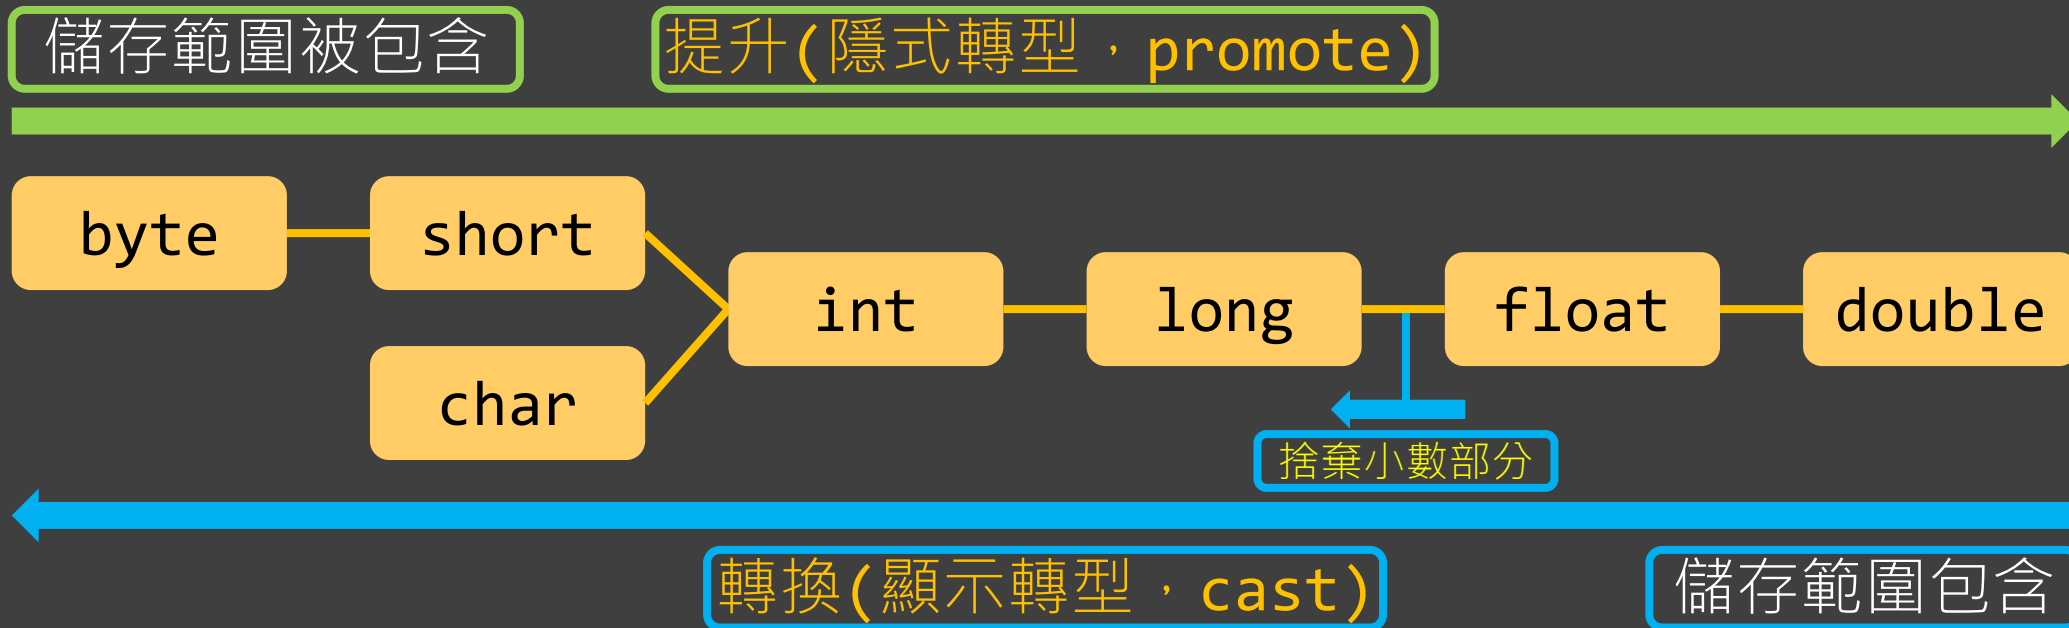 儲存範圍被包含
提升(隱式轉型，promote)
byte
short
char
int
long
float
double
捨棄小數部分
轉換(顯示轉型，cast)
儲存範圍包含